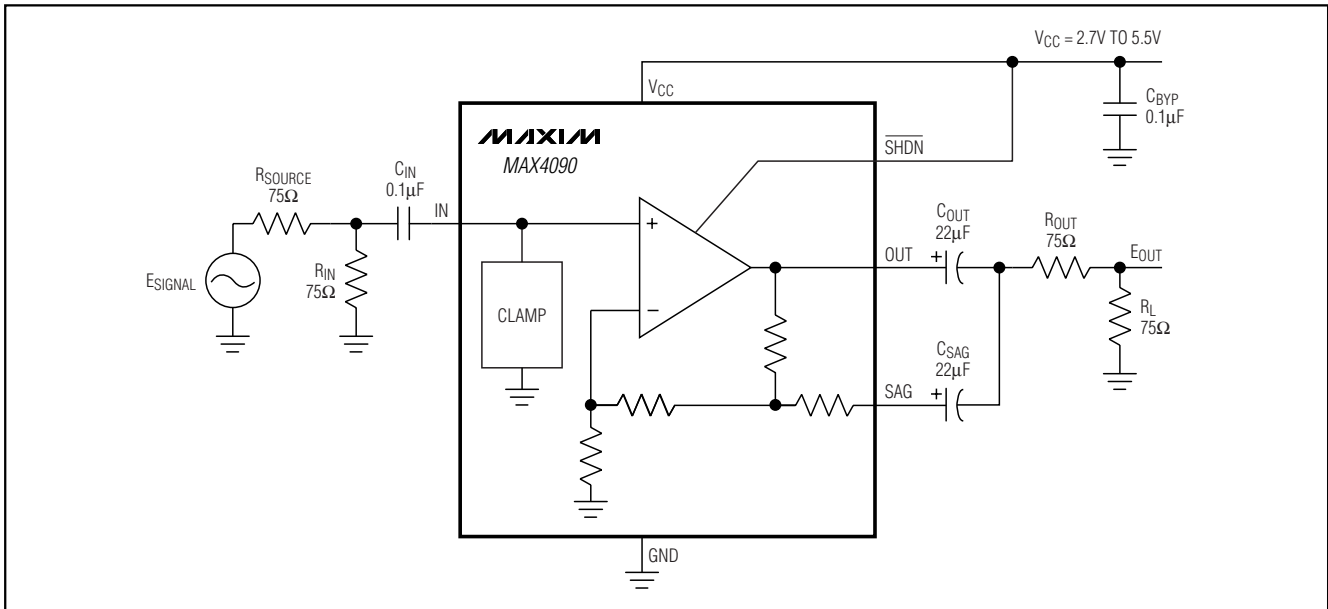 V_CC = 2.7V TO 5.5V
V_CC
C_BYP
0.1µF
MAXIM
MAX4090
S̅H̅D̅N̅
R_SOURCE
75Ω
C_IN
0.1µF
IN
C_OUT
22µF
R_OUT
75Ω
OUT
E_OUT
E_SIGNAL
R_IN
75Ω
+
−
CLAMP
+
R_L
75Ω
C_SAG
22µF
SAG
+
GND